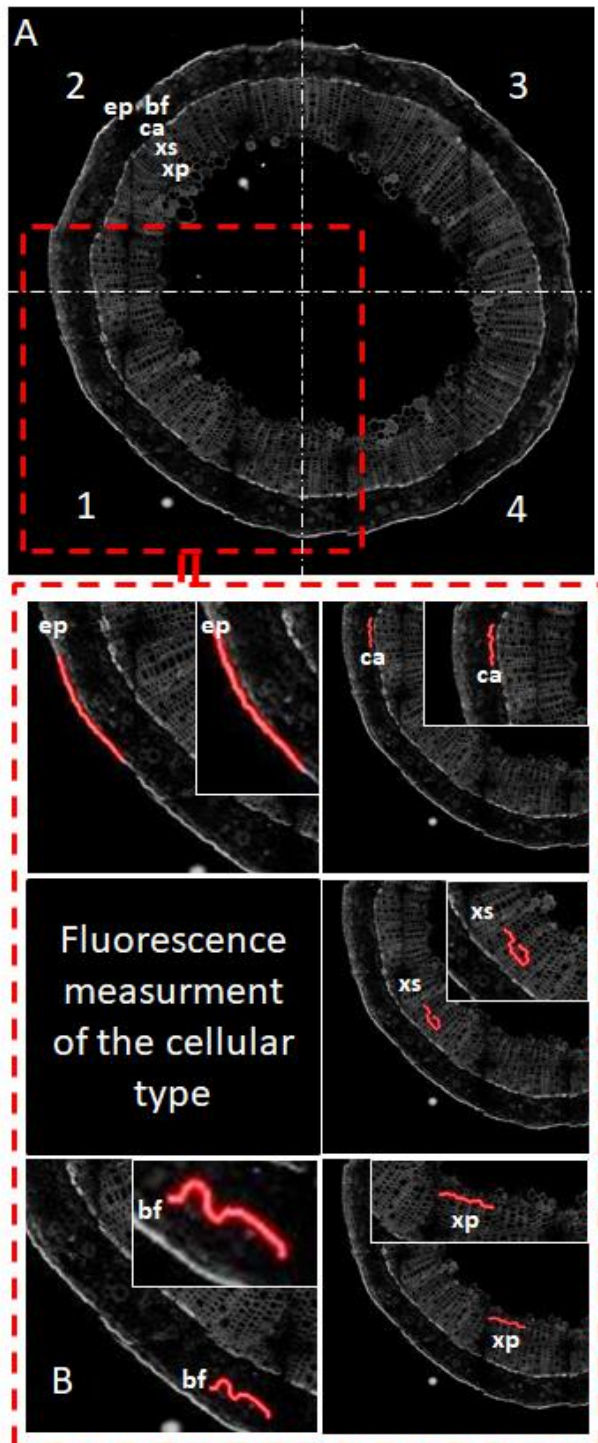 A
2
3
ep bf
ca
xs
xp
1
4
ep
ep
ca
ca
Fluorescence
measurment
of the cellular
type
xs
xs
bf
bf
B
xp
xp